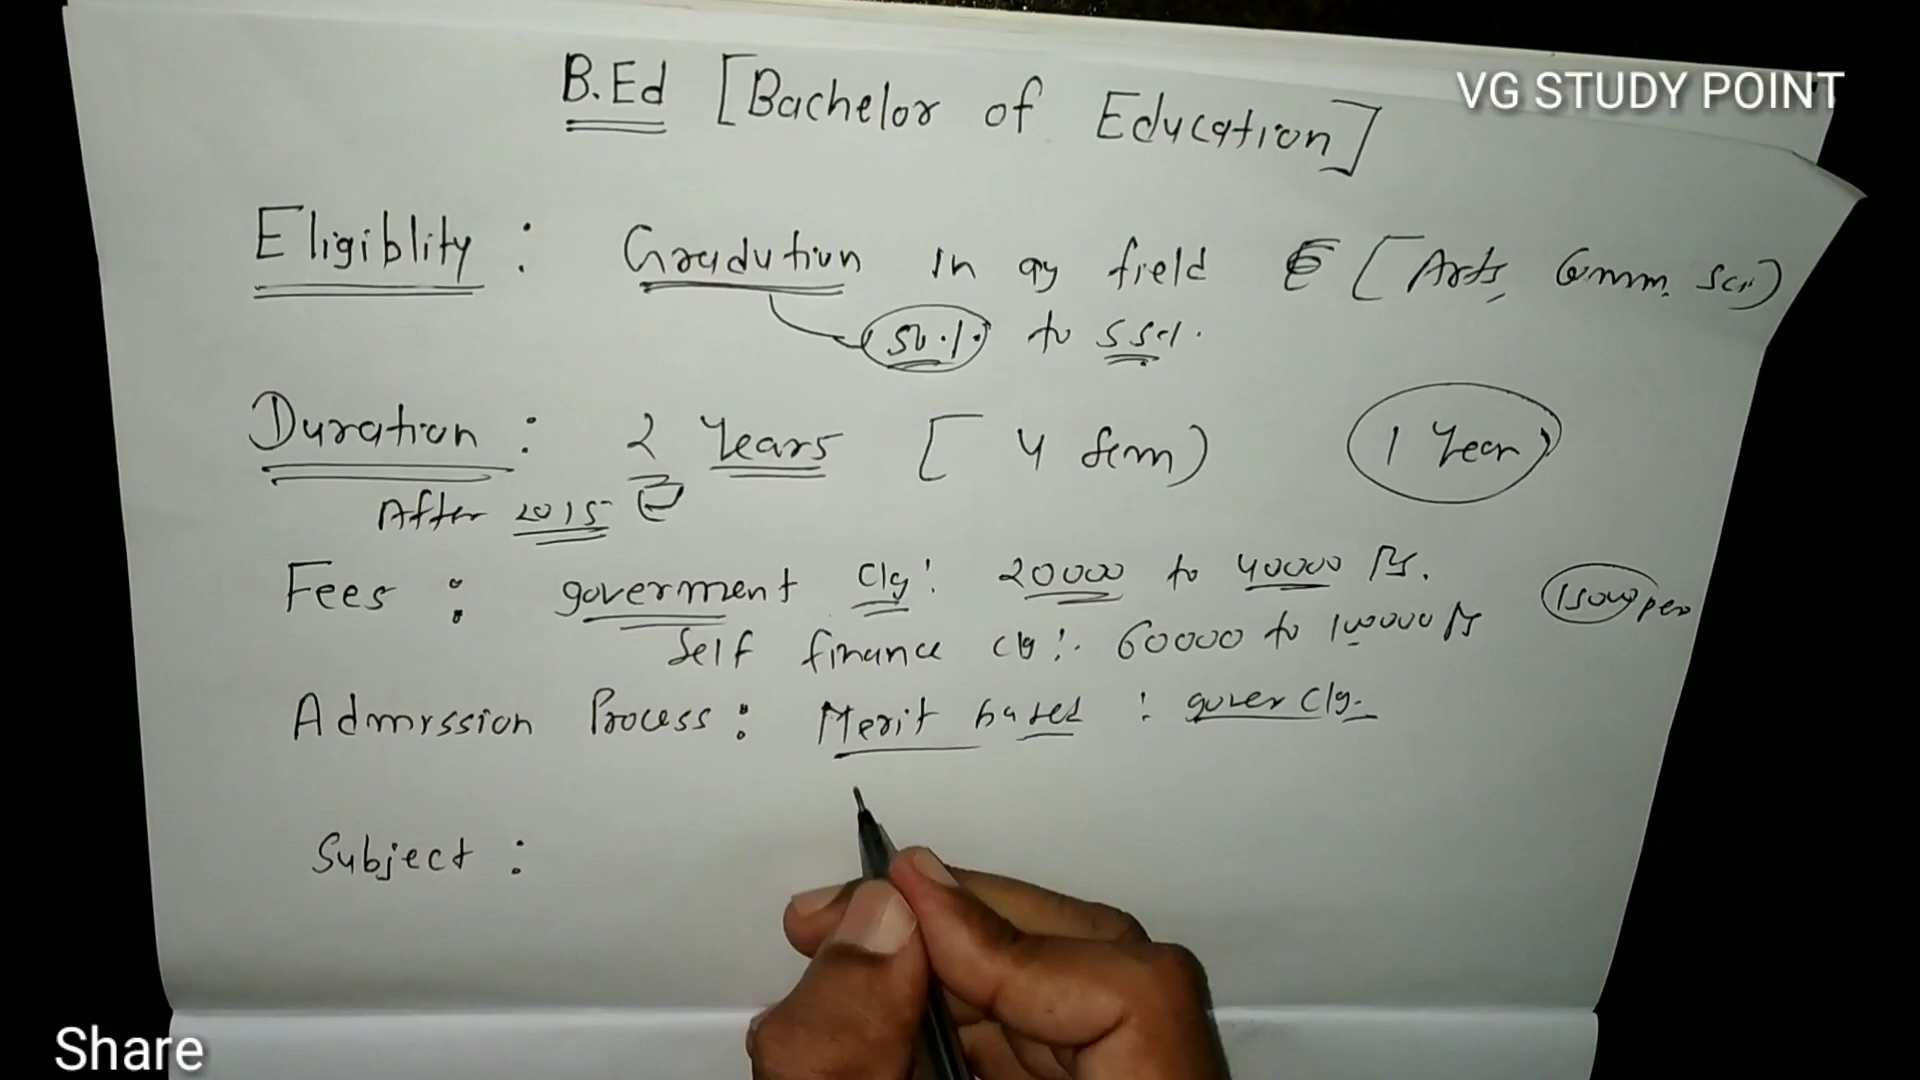 B.Ed [Bachelor of Education]
VG STUDY POINT
Eligiblity : Gradution in ay field [Arts, Comm. Sci)
50% to 55%.
Duration : 2 Years [ 4 Sem) 1 Year
After 2015
Fees : goverment Clg: 20000 to 40000 Rs.
Self finance Clg: 60000 to 100000 Rs
Admission Process : Merit based : gover Clg.
Subject :
Share